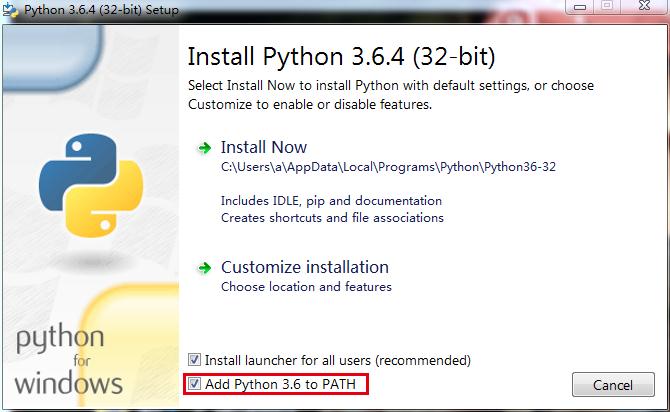 Python 3.6.4 (32-bit) Setup
Install Python 3.6.4 (32-bit)
Select Install Now to install Python with default settings, or choose
Customize to enable or disable features.
Install Now
C:\Users\a\AppData\Local\Programs\Python\Python36-32
Includes IDLE, pip and documentation
Creates shortcuts and file associations
Customize installation
Choose location and features
python
for
windows
Install launcher for all users (recommended)
Add Python 3.6 to PATH
Cancel